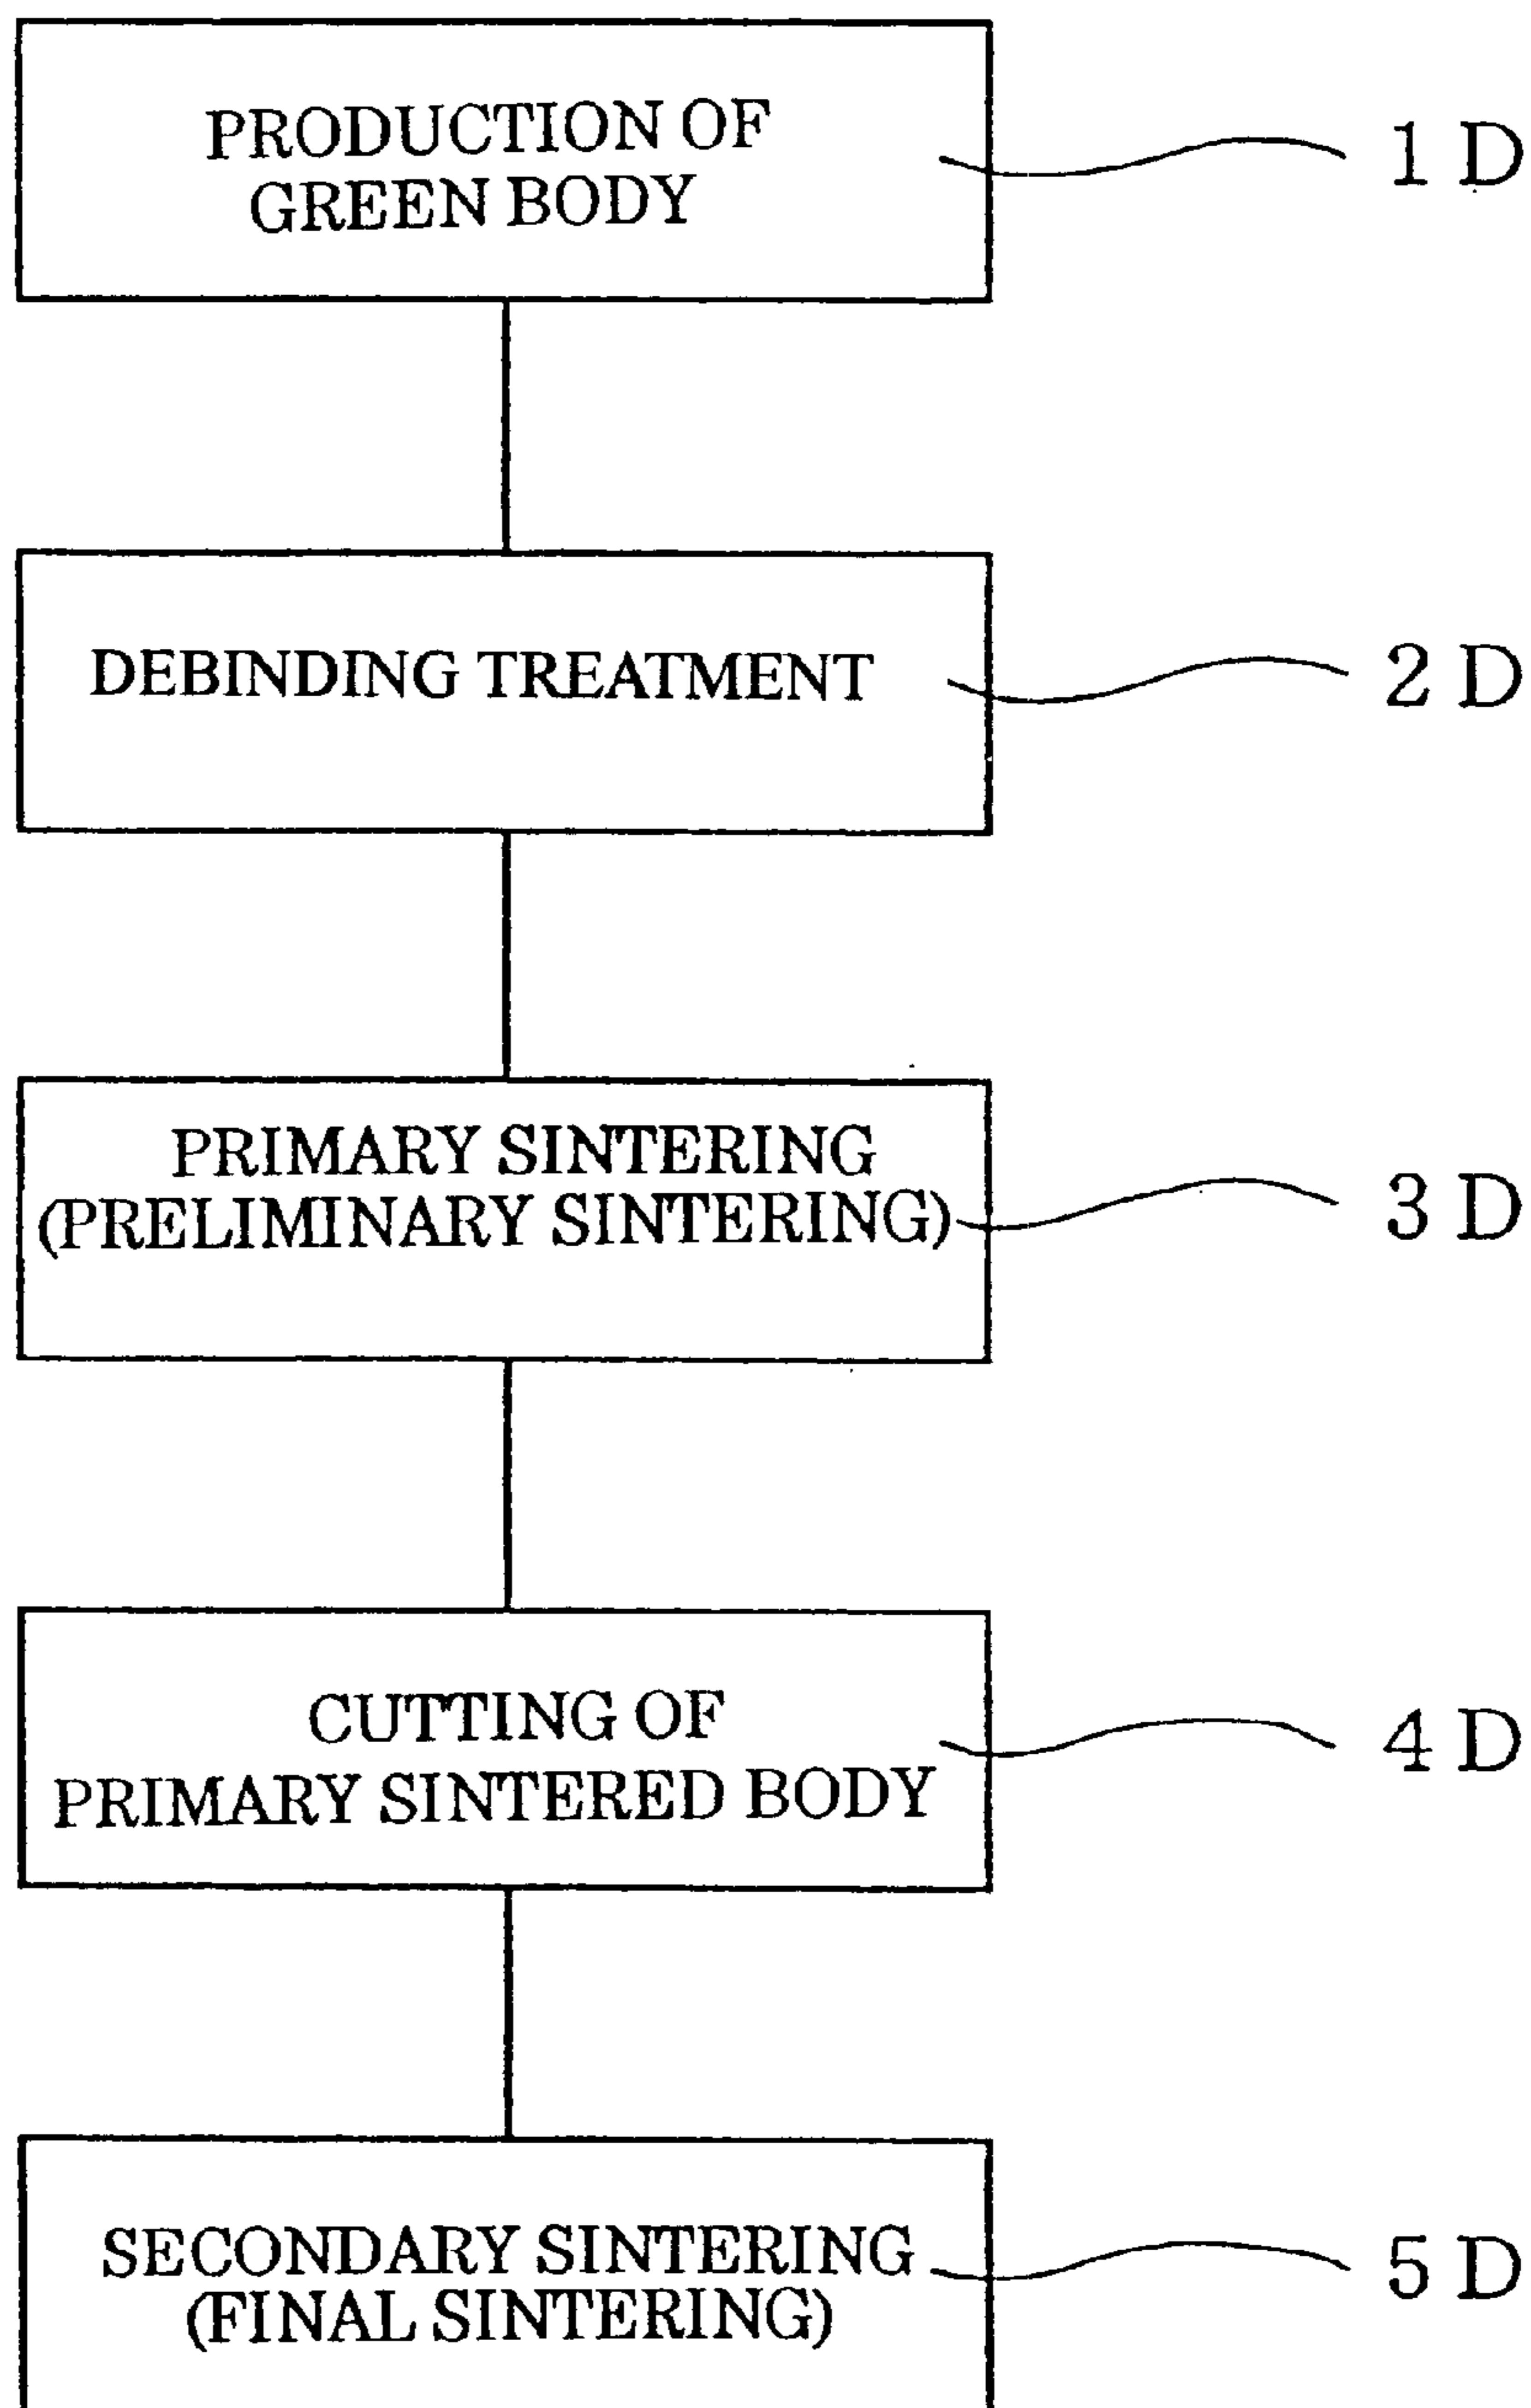 PRODUCTION OF
GREEN BODY
1 D
DEBINDING TREATMENT
2 D
PRIMARY SINTERING
(PRELIMINARY SINTERING)
3 D
CUTTING OF
PRIMARY SINTERED BODY
4 D
SECONDARY SINTERING
(FINAL SINTERING)
5 D